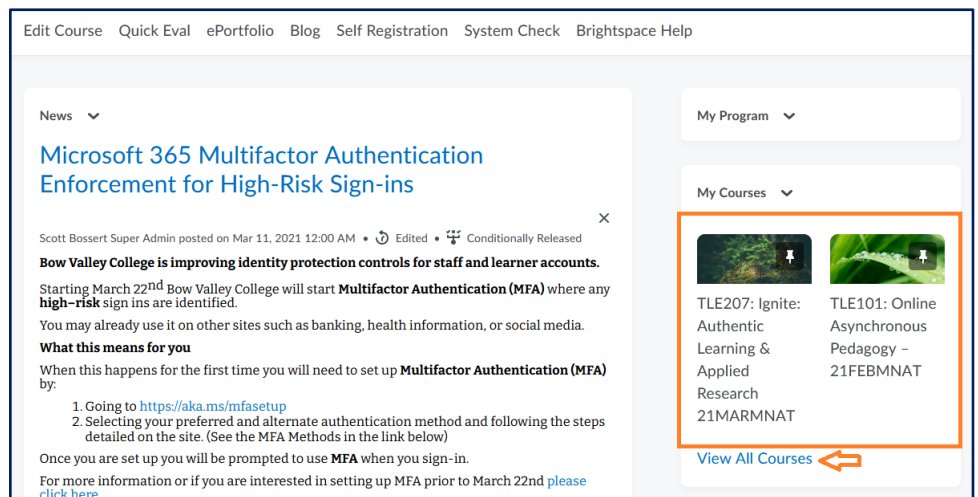 Edit Course Quick Eval ePortfolio Blog Self Registration System Check Brightspace Help
News
Microsoft 365 Multifactor Authentication
Enforcement for High-Risk Sign-ins
Scott Bossert Super Admin posted on Mar 11, 2021 12:00 AM • Edited • Conditionally Released
Bow Valley College is improving identity protection controls for staff and learner accounts.
Starting March 22nd Bow Valley College will start Multifactor Authentication (MFA) where any
high-risk sign ins are identified.
You may already use it on other sites such as banking, health information, or social media.
What this means for you
When this happens for the first time you will need to set up Multifactor Authentication (MFA)
by:
1. Going to https://aka.ms/mfasetup
2. Selecting your preferred and alternate authentication method and following the steps
detailed on the site. (See the MFA Methods in the link below)
Once you are set up you will be prompted to use MFA when you sign-in.
For more information or if you are interested in setting up MFA prior to March 22nd please
click here
My Program
My Courses
TLE207: Ignite:
Authentic
Learning &
Applied
Research
21MARMNAT
TLE101: Online
Asynchronous
Pedagogy –
21FEBMNAT
View All Courses